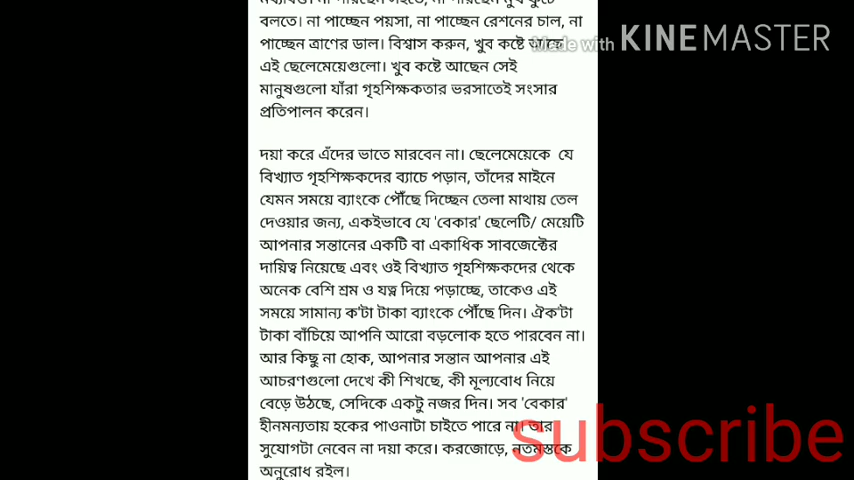 মধ্যবিত্ত। না পারছেন সইতে, না পারছেন মুখ ফুটে
বলতে। না পাচ্ছেন পয়সা, না পাচ্ছেন রেশনের চাল, না
পাচ্ছেন ত্রাণের ডাল। বিশ্বাস করুন, খুব কষ্টে আছে
Made with KINEMASTER
এই ছেলেমেয়েগুলো। খুব কষ্টে আছেন সেই
মানুষগুলো যাঁরা গৃহশিক্ষকতার ভরসাতেই সংসার
প্রতিপালন করেন।
দয়া করে এঁদের ভাতে মারবেন না। ছেলেমেয়েকে যে
বিখ্যাত গৃহশিক্ষকদের ব্যাচে পড়ান, তাঁদের মাইনে
যেমন সময়ে ব্যাংকে পৌঁছে দিচ্ছেন তেলা মাথায় তেল
দেওয়ার জন্য, একইভাবে যে 'বেকার' ছেলেটি/ মেয়েটি
আপনার সন্তানের একটি বা একাধিক সাবজেক্টের
দায়িত্ব নিয়েছে এবং ওই বিখ্যাত গৃহশিক্ষকদের থেকে
অনেক বেশি শ্রম ও যত্ন দিয়ে পড়াচ্ছে, তাকেও এই
সময়ে সামান্য ক'টা টাকা ব্যাংকে পৌঁছে দিন। ঐক'টা
টাকা বাঁচিয়ে আপনি আরো বড়লোক হতে পারবেন না।
আর কিছু না হোক, আপনার সন্তান আপনার এই
আচরণগুলো দেখে কী শিখছে, কী মূল্যবোধ নিয়ে
বেড়ে উঠছে, সেদিকে একটু নজর দিন। সব 'বেকার'
হীনমন্যতায় হকের পাওনাটা চাইতে পারে না। তার
সুযোগটা নেবেন না দয়া করে। করজোড়ে, নতমস্তকে
অনুরোধ রইল।
subscribe